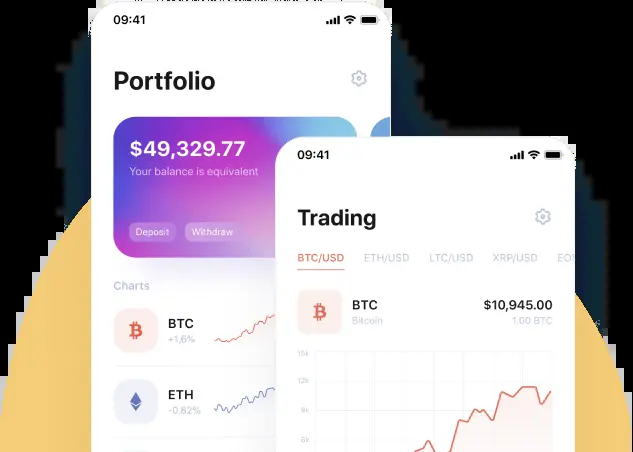 09:41
Portfolio
$49,329.77
Your balance is equivalent
Deposit Withdraw
Charts
BTC
+1,6%
ETH
-0.82%
09:41
Trading
BTC/USD ETH/USD LTC/USD XRP/USD EOS
BTC $10,945.00
Bitcoin 1.00 BTC
15k
12k
9k
6k